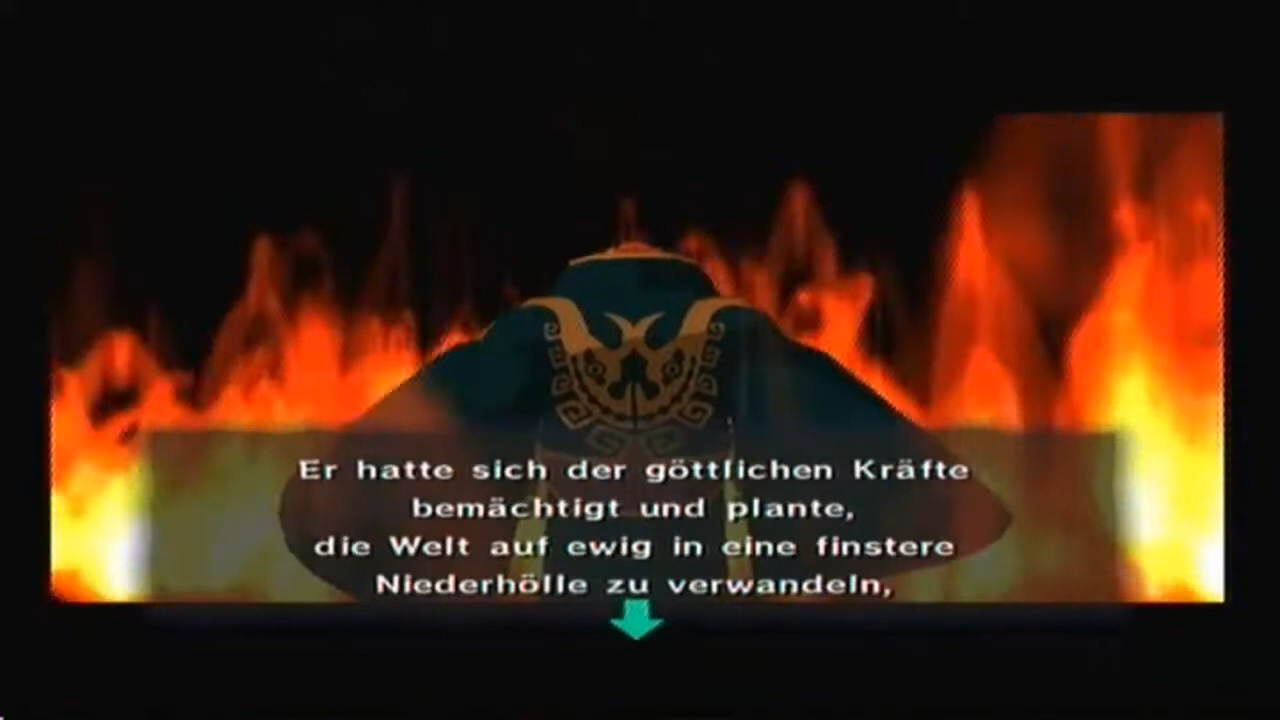 Er hatte sich der göttlichen Kräfte
bemächtigt und plante,
die Welt auf ewig in eine finstere
Niederhölle zu verwandeln,